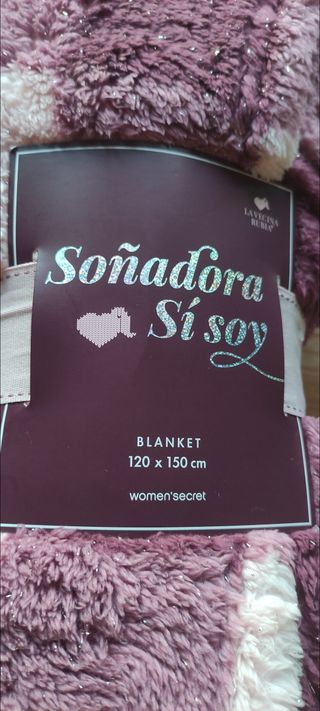 LA VECINA
RUBIA
Soñadora
Sí soy
BLANKET
120 x 150 cm
women'secret